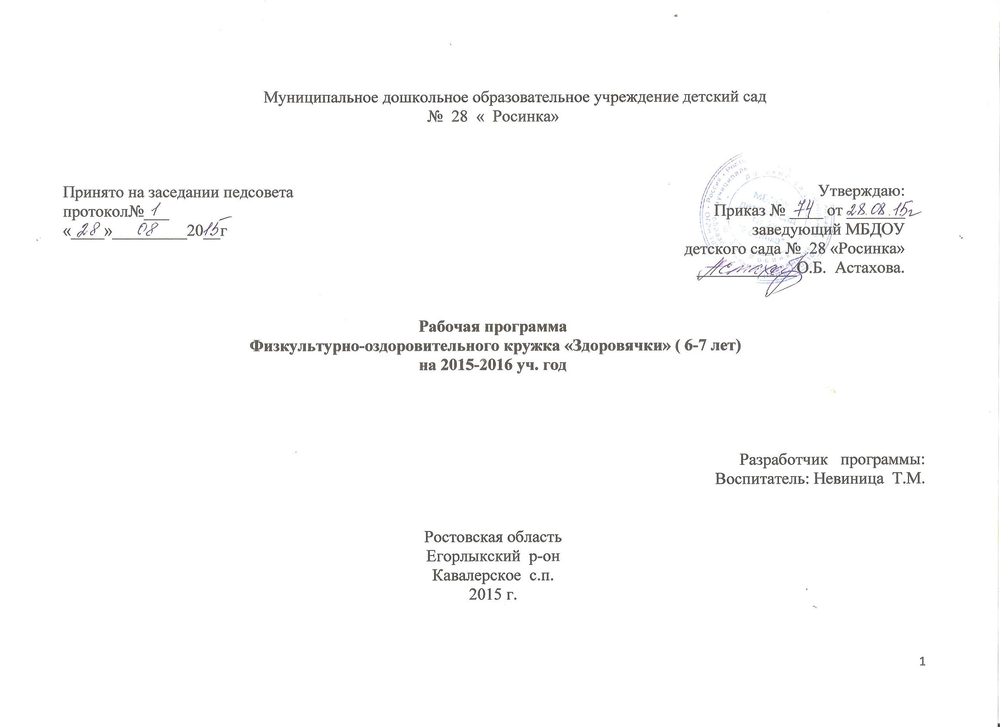 Муниципальное дошкольное образовательное учреждение детский сад
№ 28 « Росинка»
Принято на заседании педсовета
протокол№ 1
« 28 » 08 2015г
Утверждаю:
Приказ № 74 от 28.08.15г
заведующий МБДОУ
детского сада № 28 «Росинка»
О.Б. Астахова.
Рабочая программа
Физкультурно-оздоровительного кружка «Здоровячки» ( 6-7 лет)
на 2015-2016 уч. год
Разработчик программы:
Воспитатель: Невиница Т.М.
Ростовская область
Егорлыкский р-он
Кавалерское с.п.
2015 г.
1